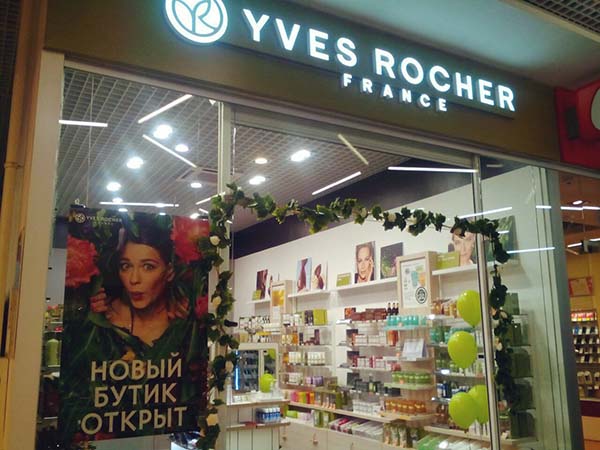 YVES ROCHER
FRANCE
YVES ROCHER
НОВЫЙ
БУТИК
ОТКРЫТ